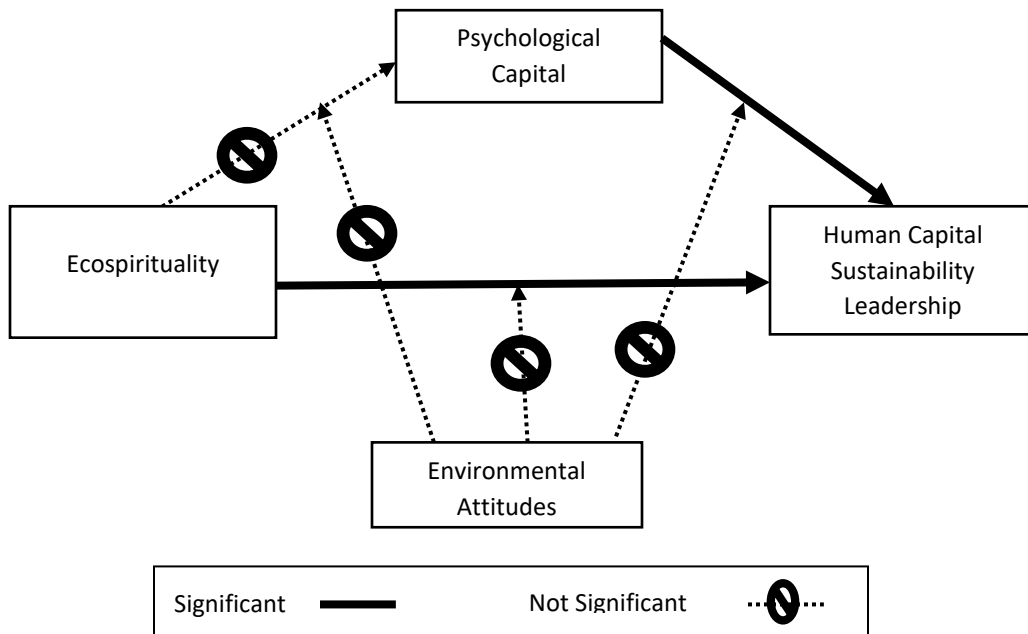 Psychological
Capital
Ecospirituality
Human Capital
Sustainability
Leadership
Environmental
Attitudes
Significant
Not Significant